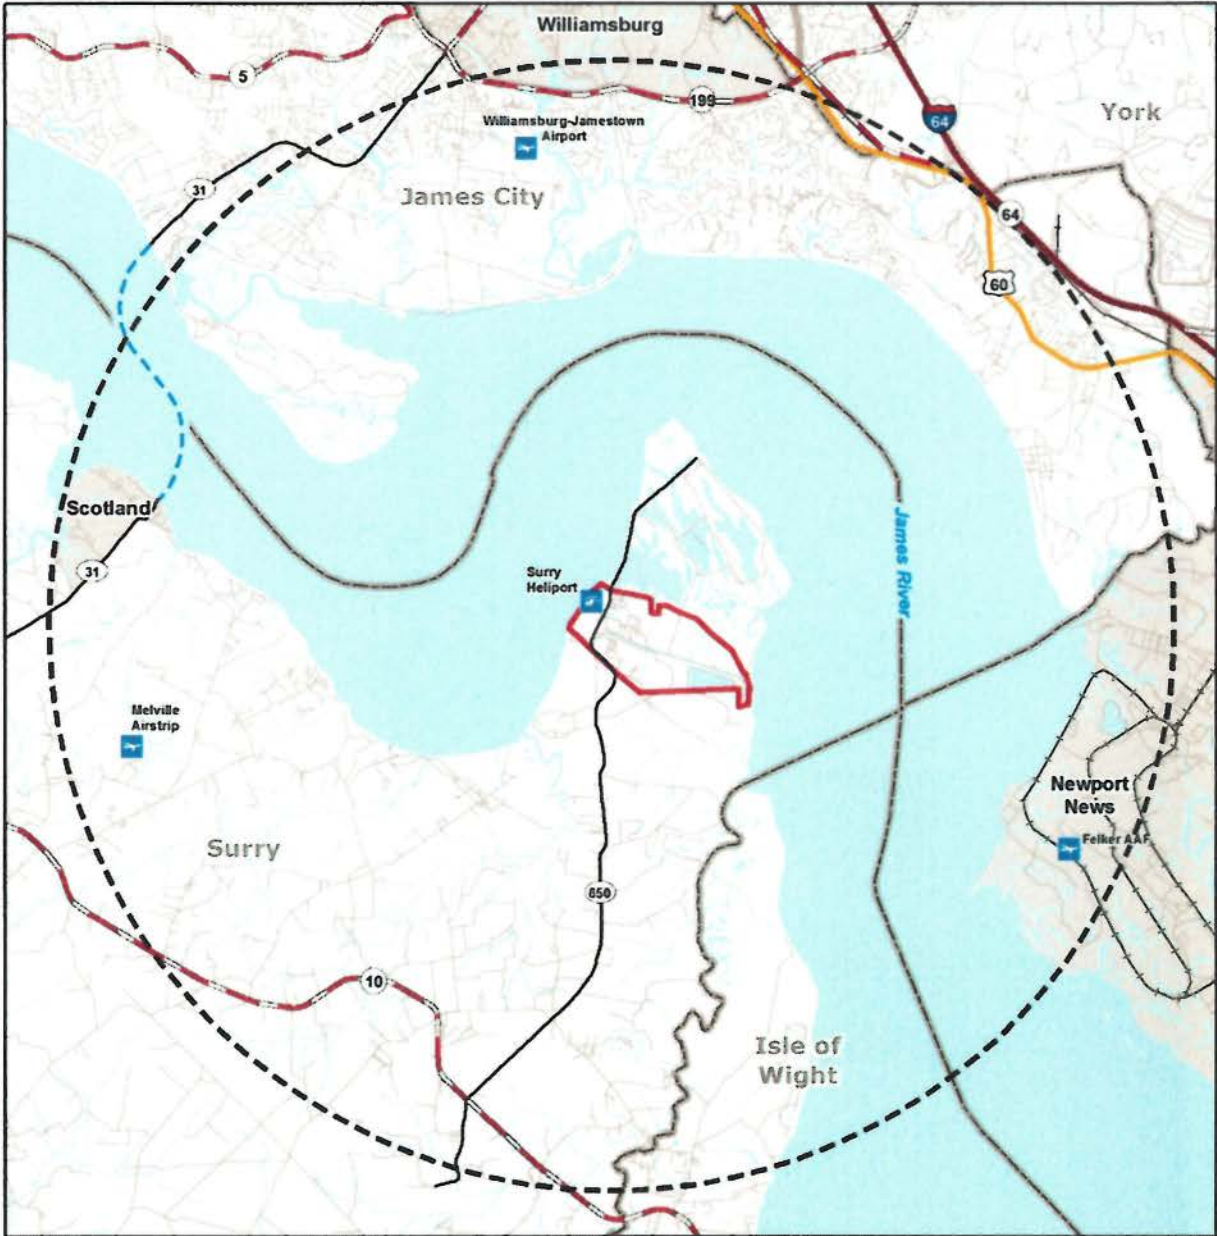 Williamsburg
5
199
64
York
Williamsburg-Jamestown
Airport
31
James City
64
60
Scotland
James River
31
Surry
Heliport
Melville
Airstrip
Newport
News
Felker AAF
Surry
650
10
Isle of
Wight